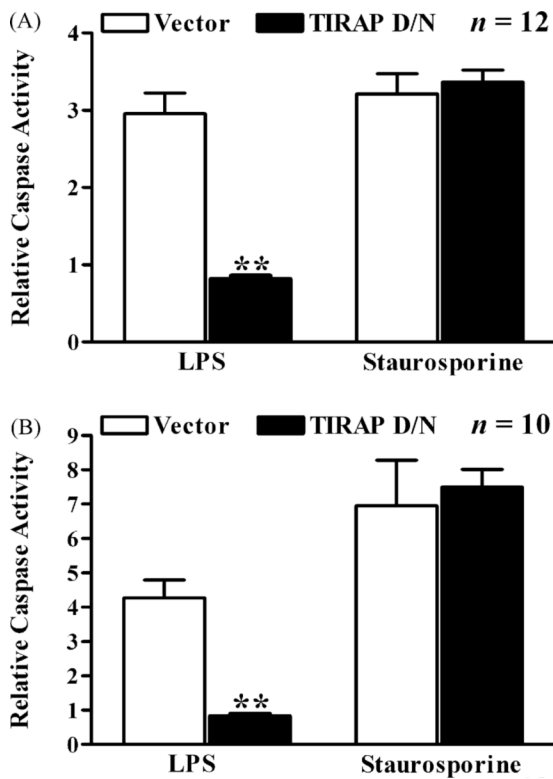 (A) Vector TIRAP D/N n = 12
Relative Caspase Activity
4
3
2
1
0
**
LPS Staurosporine
(B) Vector TIRAP D/N n = 10
Relative Caspase Activity
9
8
7
6
5
4
3
2
1
0
**
LPS Staurosporine